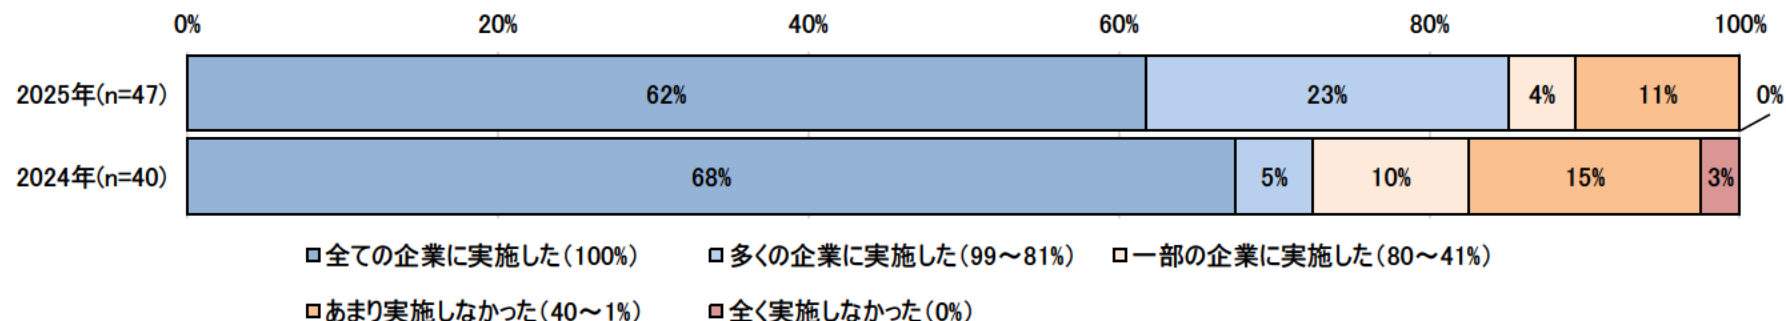 0% 20% 40% 60% 80% 100%
2025年(n=47) 62% 23% 4% 11% 0%
2024年(n=40) 68% 5% 10% 15% 3%
全ての企業に実施した(100%) 多くの企業に実施した(99～81%) 一部の企業に実施した(80～41%)
あまり実施しなかった(40～1%) 全く実施しなかった(0%)